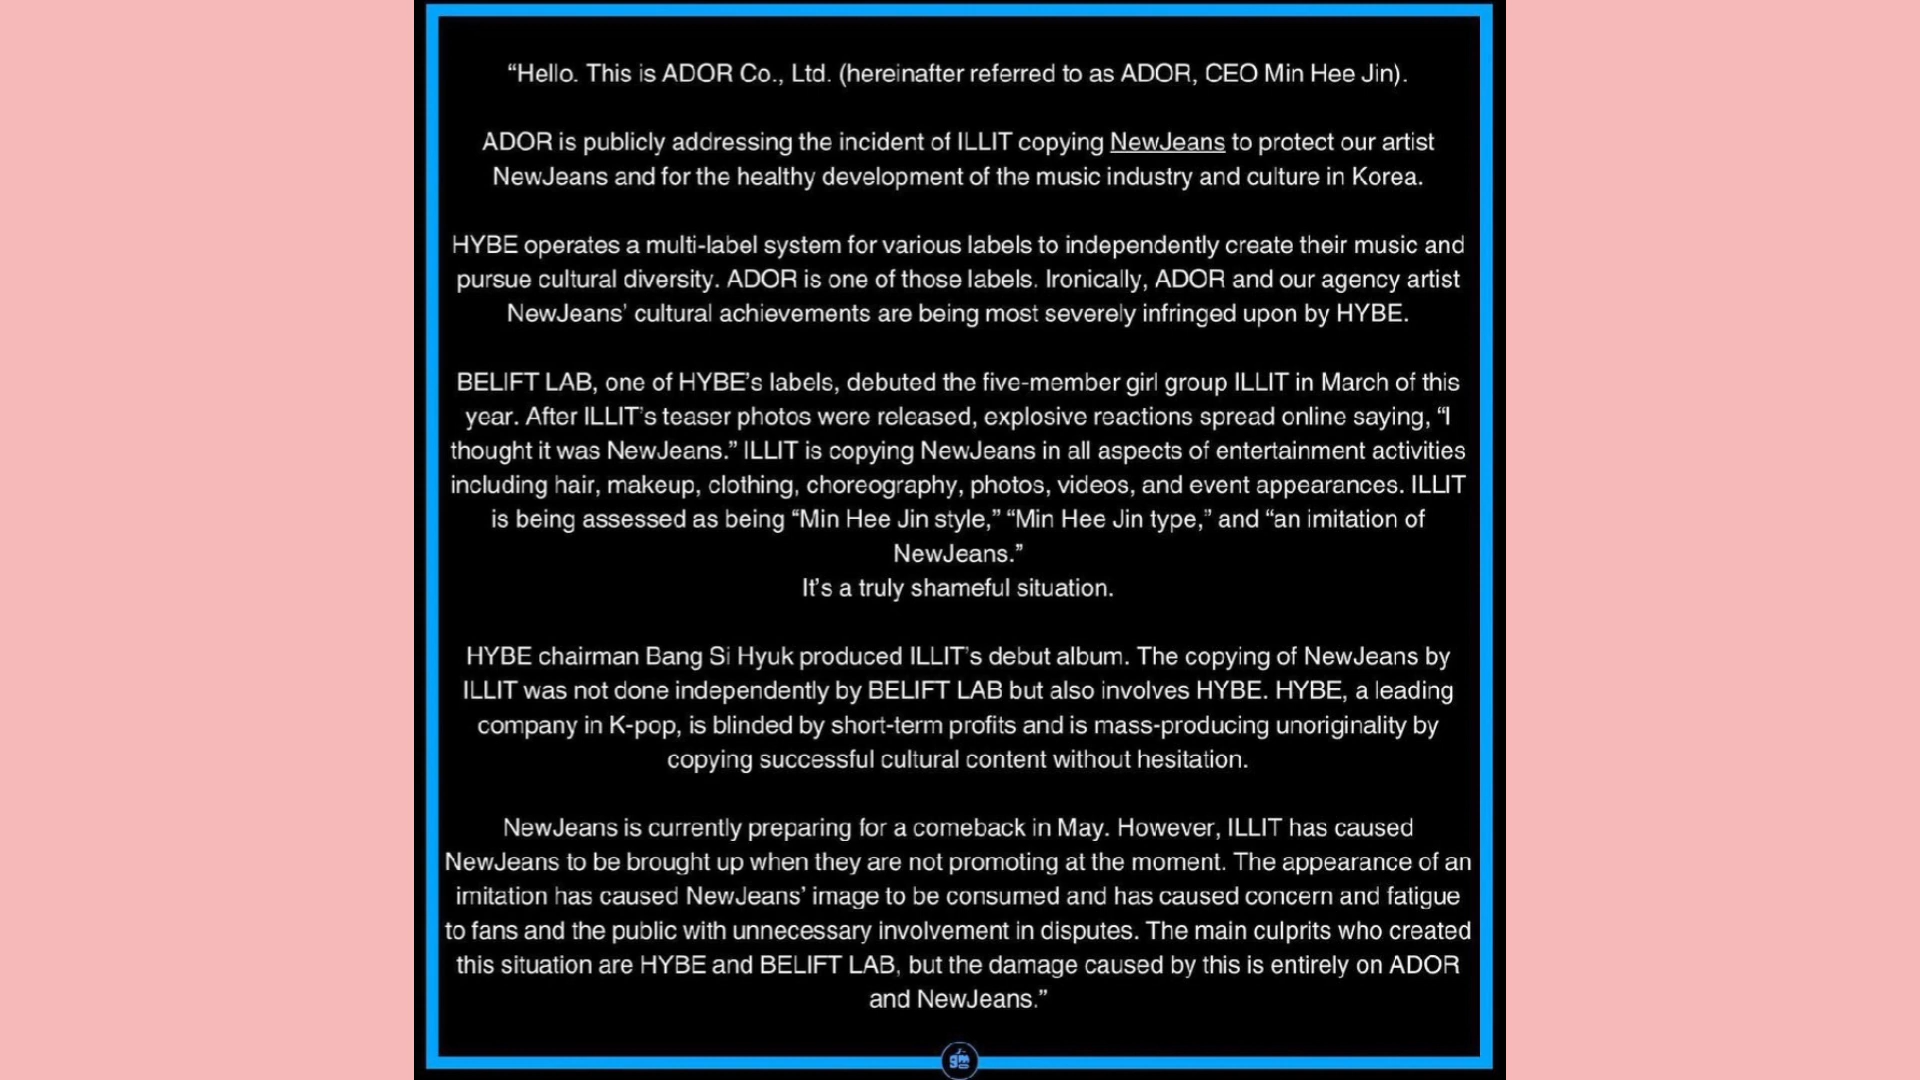 “Hello. This is ADOR Co., Ltd. (hereinafter referred to as ADOR, CEO Min Hee Jin).
ADOR is publicly addressing the incident of ILLIT copying NewJeans to protect our artist
NewJeans and for the healthy development of the music industry and culture in Korea.
HYBE operates a multi-label system for various labels to independently create their music and
pursue cultural diversity. ADOR is one of those labels. Ironically, ADOR and our agency artist
NewJeans’ cultural achievements are being most severely infringed upon by HYBE.
BELIFT LAB, one of HYBE’s labels, debuted the five-member girl group ILLIT in March of this
year. After ILLIT’s teaser photos were released, explosive reactions spread online saying, “I
thought it was NewJeans.” ILLIT is copying NewJeans in all aspects of entertainment activities
including hair, makeup, clothing, choreography, photos, videos, and event appearances. ILLIT
is being assessed as being “Min Hee Jin style,” “Min Hee Jin type,” and “an imitation of
NewJeans.”
It’s a truly shameful situation.
HYBE chairman Bang Si Hyuk produced ILLIT’s debut album. The copying of NewJeans by
ILLIT was not done independently by BELIFT LAB but also involves HYBE. HYBE, a leading
company in K-pop, is blinded by short-term profits and is mass-producing unoriginality by
copying successful cultural content without hesitation.
NewJeans is currently preparing for a comeback in May. However, ILLIT has caused
NewJeans to be brought up when they are not promoting at the moment. The appearance of an
imitation has caused NewJeans’ image to be consumed and has caused concern and fatigue
to fans and the public with unnecessary involvement in disputes. The main culprits who created
this situation are HYBE and BELIFT LAB, but the damage caused by this is entirely on ADOR
and NewJeans.”